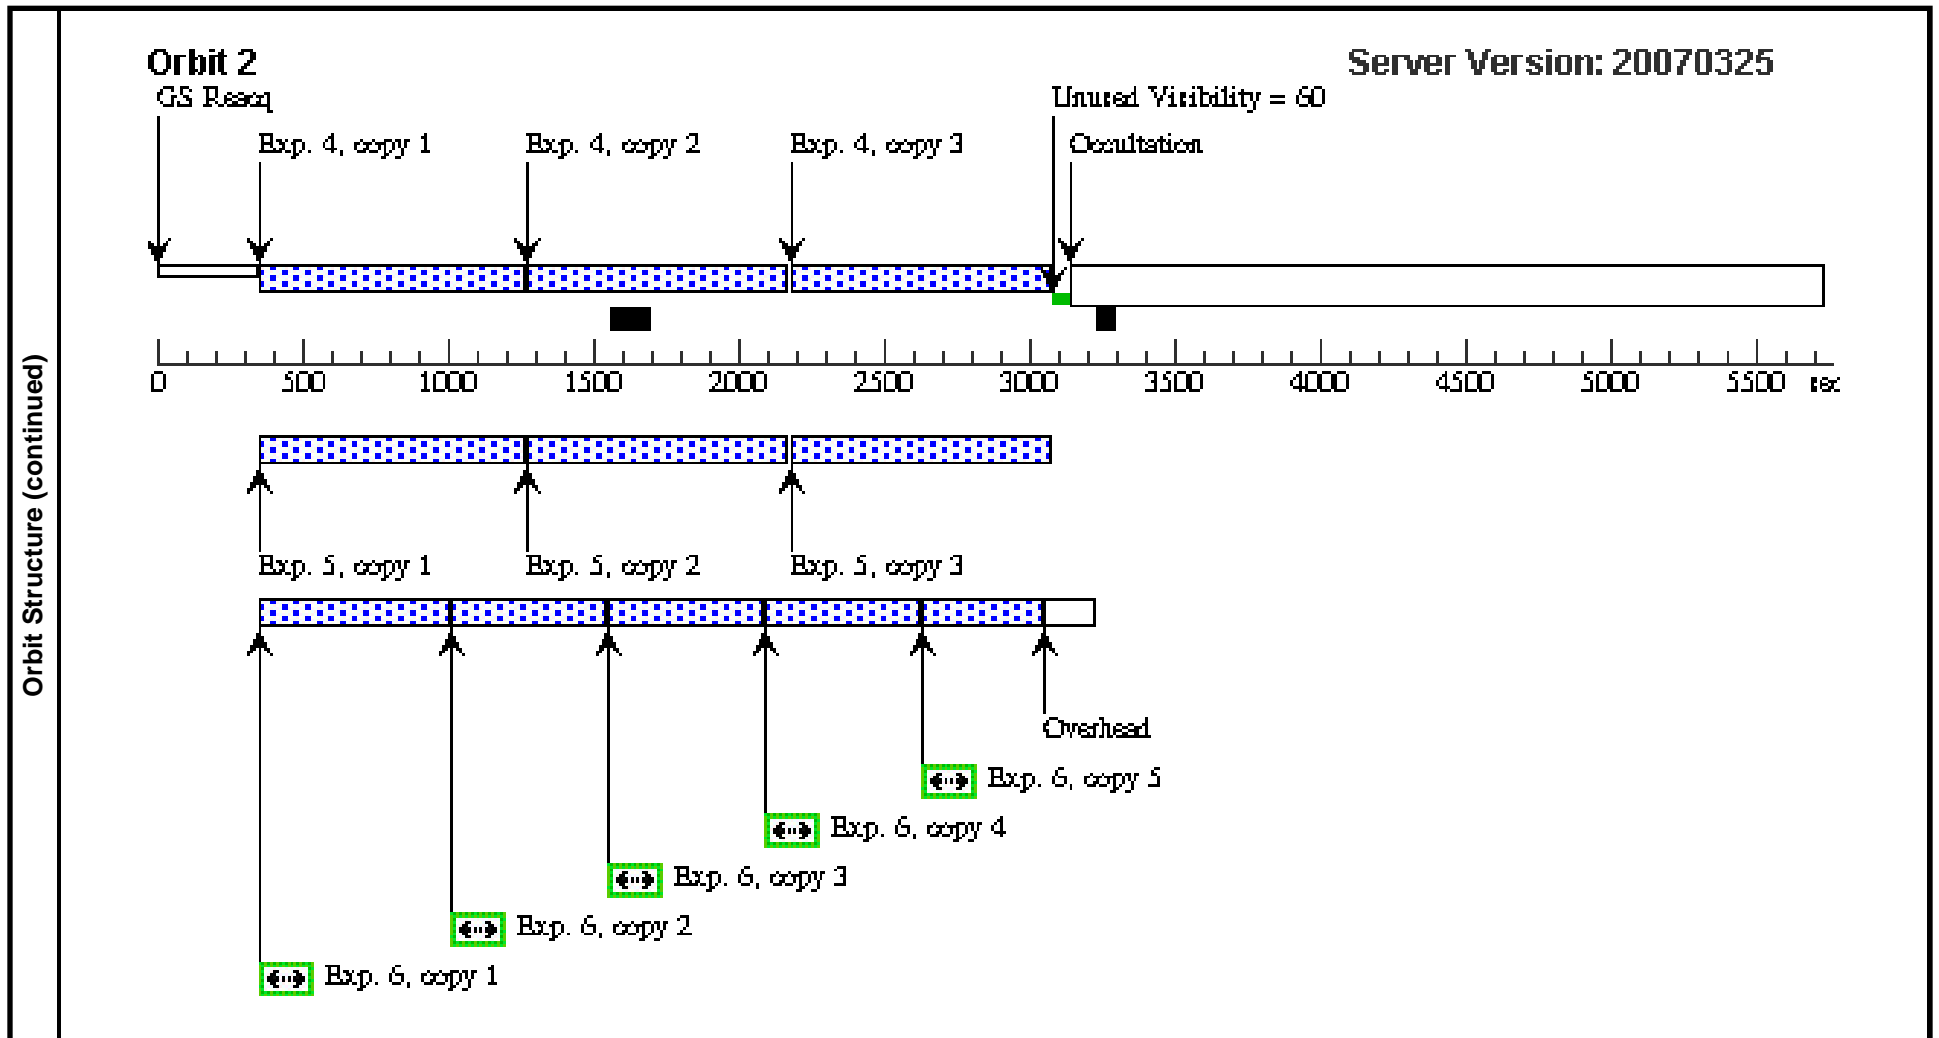 Orbit Structure (continued)
Orbit 2
Server Version: 20070325
GS Reacq
Unused Visibility = 60
Exp. 4, copy 1
Exp. 4, copy 2
Exp. 4, copy 3
Occultation
0 500 1000 1500 2000 2500 3000 3500 4000 4500 5000 5500 sec
Exp. 5, copy 1
Exp. 5, copy 2
Exp. 5, copy 3
Overhead
Exp. 6, copy 5
Exp. 6, copy 4
Exp. 6, copy 3
Exp. 6, copy 2
Exp. 6, copy 1